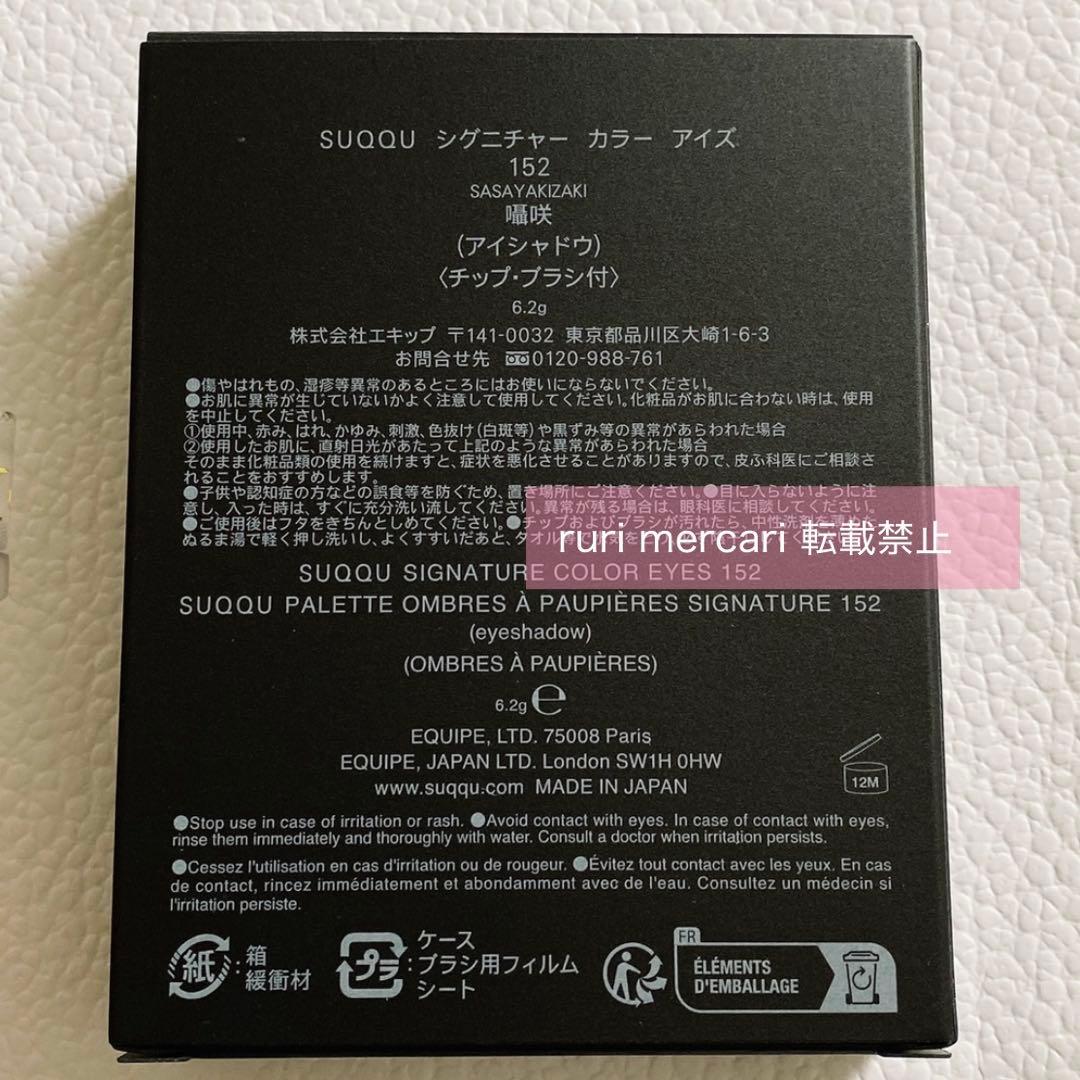 SUQQU シグニチャー カラー アイズ
152
SASAYAKIZAKI
囁咲
(アイシャドウ)
〈チップ・ブラシ付〉
6.2g
株式会社エキップ 〒141-0032 東京都品川区大崎1-6-3
お問合せ先 0120-988-761
●傷やはれもの、湿疹等異常のあるところにはお使いにならないでください。
●お肌に異常が生じていないかよく注意して使用してください。化粧品がお肌に合わない時は、使用
を中止してください。
①使用中、赤み、はれ、かゆみ、刺激、色抜け(白斑等)や黒ずみ等の異常があらわれた場合
②使用したお肌に、直射日光があたって上記のような異常があらわれた場合
そのまま化粧品類の使用を続けますと、症状を悪化させることがありますので、皮ふ科医にご相談さ
れることをおすすめします。
●子供や認知症の方などの誤食等を防ぐため、置き場所にご注意ください。●目に入らないように注
意し、入った時は、すぐに充分洗い流してください。異常が残る場合は、眼科医に相談してください。
●ご使用後はフタをきちんとしめてください。●チップおよびブラシが汚れたら、中性洗剤を
ぬるま湯で軽く押し洗いし、よくすすいだあと、タオル等で
ruri mercari 転載禁止
SUQQU SIGNATURE COLOR EYES 152
SUQQU PALETTE OMBRES À PAUPIÈRES SIGNATURE 152
(eyeshadow)
(OMBRES À PAUPIÈRES)
6.2g ℮
EQUIPE, LTD. 75008 Paris
EQUIPE, JAPAN LTD. London SW1H 0HW
www.suqqu.com MADE IN JAPAN
12M
●Stop use in case of irritation or rash. ●Avoid contact with eyes. In case of contact with eyes,
rinse them immediately and thoroughly with water. Consult a doctor when irritation persists.
●Cessez l'utilisation en cas d'irritation ou de rougeur. ●Évitez tout contact avec les yeux. En cas
de contact, rincez immédiatement et abondamment avec de l'eau. Consultez un médecin si
l'irritation persiste.
紙 : 箱
緩衝材
プラ : ケース
ブラシ用フィルム
シート
FR
ÉLÉMENTS
D'EMBALLAGE